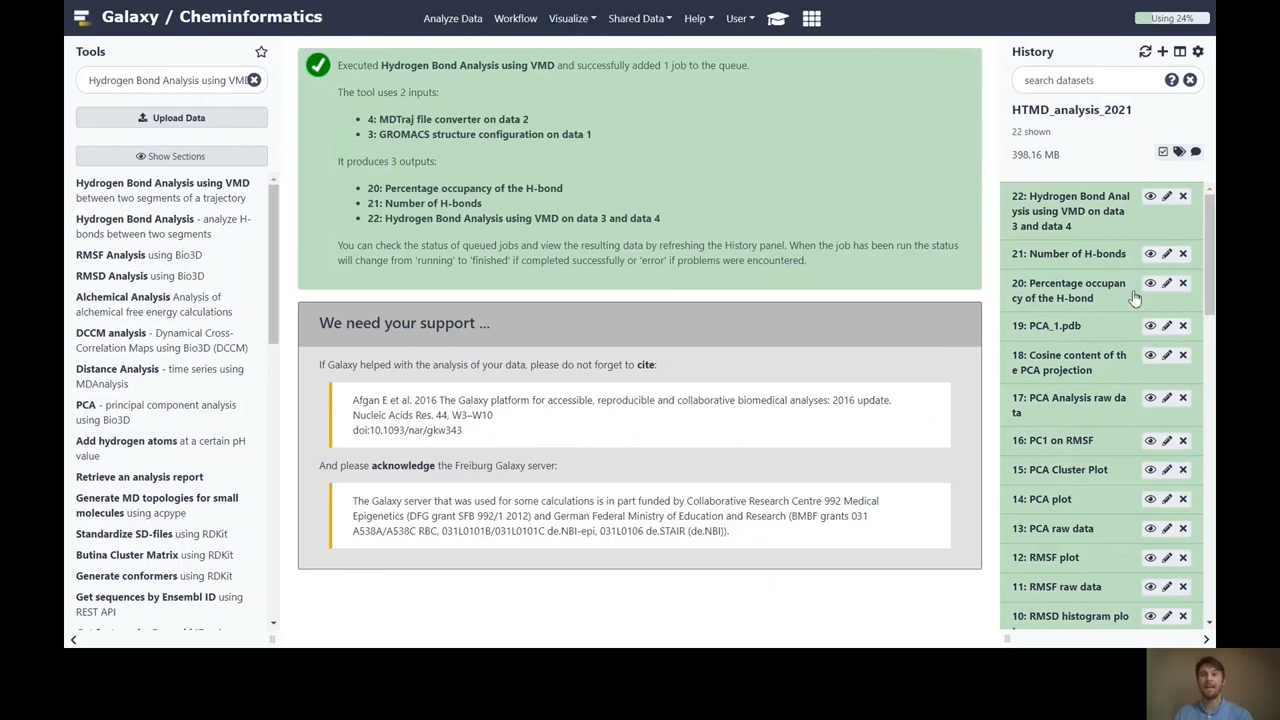 Galaxy / Cheminformatics
Analyze Data
Workflow
Visualize
Shared Data
Help
User
Using 24%
Tools
Hydrogen Bond Analysis using VM
Upload Data
Show Sections
Hydrogen Bond Analysis using VMD
between two segments of a trajectory
Hydrogen Bond Analysis - analyze H-
bonds between two segments
RMSF Analysis using Bio3D
RMSD Analysis using Bio3D
Alchemical Analysis Analysis of
alchemical free energy calculations
DCCM analysis - Dynamical Cross-
Correlation Maps using Bio3D (DCCM)
Distance Analysis - time series using
MDAnalysis
PCA - principal component analysis
using Bio3D
Add hydrogen atoms at a certain pH
value
Retrieve an analysis report
Generate MD topologies for small
molecules using acpype
Standardize SD-files using RDKit
Butina Cluster Matrix using RDKit
Generate conformers using RDKit
Get sequences by Ensembl ID using
REST API
Executed Hydrogen Bond Analysis using VMD and successfully added 1 job to the queue.
The tool uses 2 inputs:
• 4: MDTraj file converter on data 2
• 3: GROMACS structure configuration on data 1
It produces 3 outputs:
• 20: Percentage occupancy of the H-bond
• 21: Number of H-bonds
• 22: Hydrogen Bond Analysis using VMD on data 3 and data 4
You can check the status of queued jobs and view the resulting data by refreshing the History panel. When the job has been run the status
will change from 'running' to 'finished' if completed successfully or 'error' if problems were encountered.
We need your support ...
If Galaxy helped with the analysis of your data, please do not forget to cite:
Afgan E et al. 2016 The Galaxy platform for accessible, reproducible and collaborative biomedical analyses: 2016 update.
Nucleic Acids Res. 44, W3–W10
doi:10.1093/nar/gkw343
And please acknowledge the Freiburg Galaxy server:
The Galaxy server that was used for some calculations is in part funded by Collaborative Research Centre 992 Medical
Epigenetics (DFG grant SFB 992/1 2012) and German Federal Ministry of Education and Research (BMBF grants 031
A538A/A538C RBC, 031L0101B/031L0101C de.NBI-epi, 031L0106 de.STAIR (de.NBI)).
History
search datasets
HTMD_analysis_2021
22 shown
398.16 MB
22: Hydrogen Bond Anal
ysis using VMD on data
3 and data 4
21: Number of H-bonds
20: Percentage occupan
cy of the H-bond
19: PCA_1.pdb
18: Cosine content of th
e PCA projection
17: PCA Analysis raw da
ta
16: PC1 on RMSF
15: PCA Cluster Plot
14: PCA plot
13: PCA raw data
12: RMSF plot
11: RMSF raw data
10: RMSD histogram plo